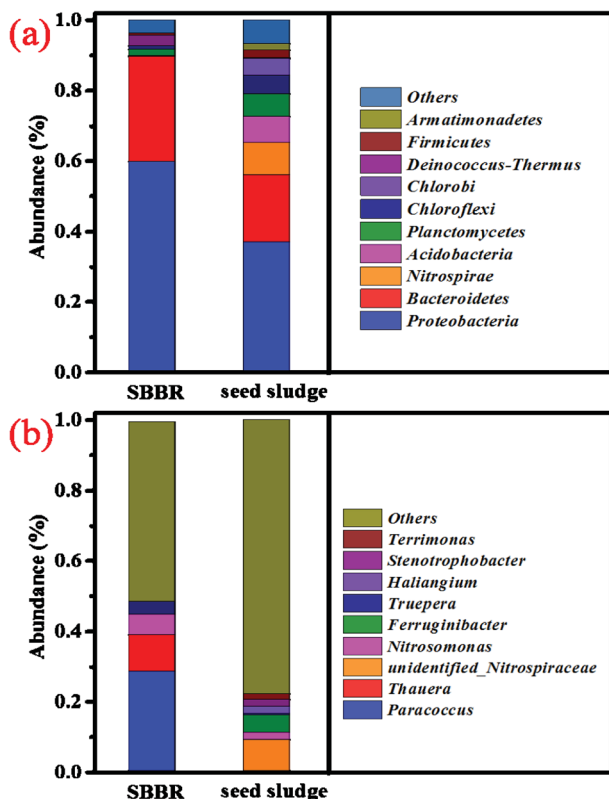 (a)
Abundance (%)
1.0
0.8
0.6
0.4
0.2
0.0
SBBR
seed sludge
Others
Armatimonadetes
Firmicutes
Deinococcus-Thermus
Chlorobi
Chloroflexi
Planctomycetes
Acidobacteria
Nitrospirae
Bacteroidetes
Proteobacteria
(b)
Abundance (%)
1.0
0.8
0.6
0.4
0.2
0.0
SBBR
seed sludge
Others
Terrimonas
Stenotrophobacter
Haliangium
Truepera
Ferruginibacter
Nitrosomonas
unidentified_Nitrospiraceae
Thauera
Paracoccus